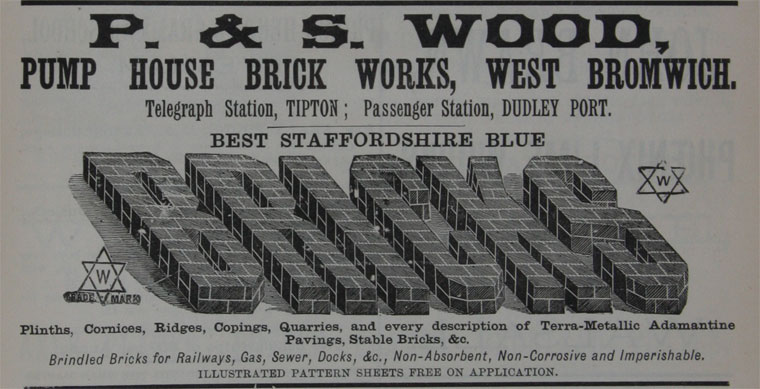 P. & S. WOOD,
PUMP HOUSE BRICK WORKS, WEST BROMWICH.
Telegraph Station, TIPTON; Passenger Station, DUDLEY PORT.
BEST STAFFORDSHIRE BLUE
BRICKS
W
W
TRADE MARK
Plinths, Cornices, Ridges, Copings, Quarries, and every description of Terra-Metallic Adamantine
Pavings, Stable Bricks, &c.
Brindled Bricks for Railways, Gas, Sewer, Docks, &c., Non-Absorbent, Non-Corrosive and Imperishable.
ILLUSTRATED PATTERN SHEETS FREE ON APPLICATION.